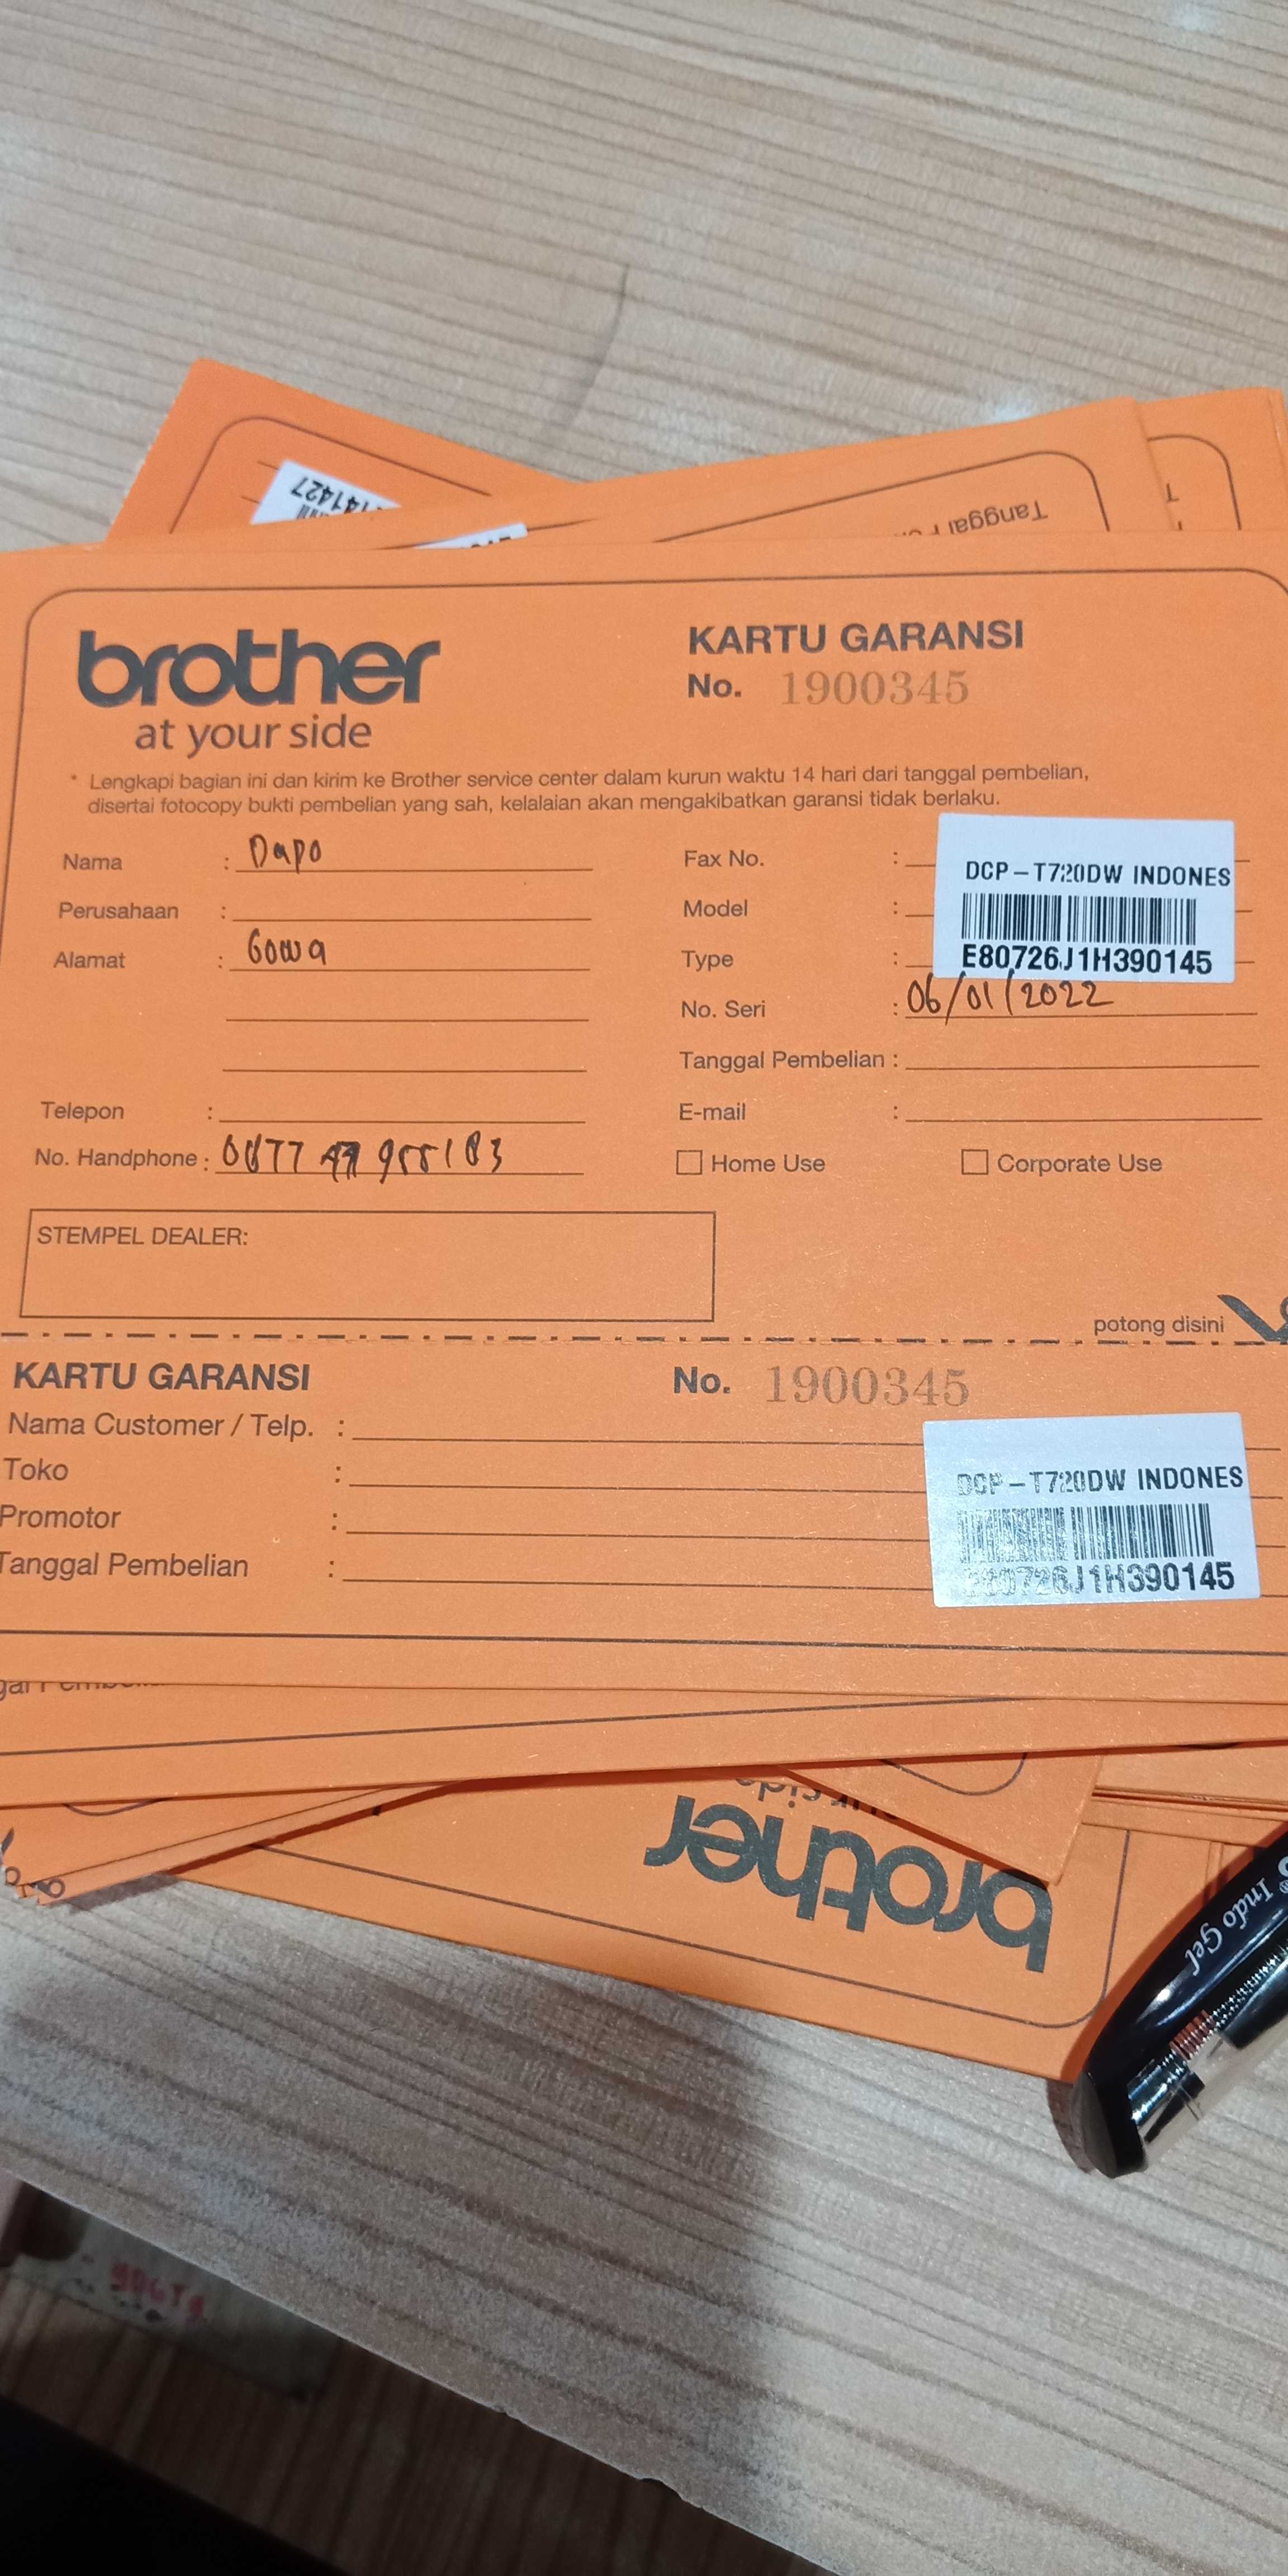 141427
Tanggal
brother
at your side
KARTU GARANSI
No. 1900345
* Lengkapi bagian ini dan kirim ke Brother service center dalam kurun waktu 14 hari dari tanggal pembelian,
disertai fotocopy bukti pembelian yang sah, kelalaian akan mengakibatkan garansi tidak berlaku.
Nama : Dapo
Perusahaan :
Alamat : Gowa
Telepon :
No. Handphone :
Fax No. :
Model :
Type :
DCP-T720DW INDONES
E80726J1H390145
No. Seri : 06/01/2022
Tanggal Pembelian :
E-mail :
Home Use
Corporate Use
STEMPEL DEALER:
potong disini
KARTU GARANSI
No. 1900345
Nama Customer / Telp. :
Toko :
Promotor :
Tanggal Pembelian :
DCP-T720DW INDONES
E80726J1H390145
brother
Indo Gel